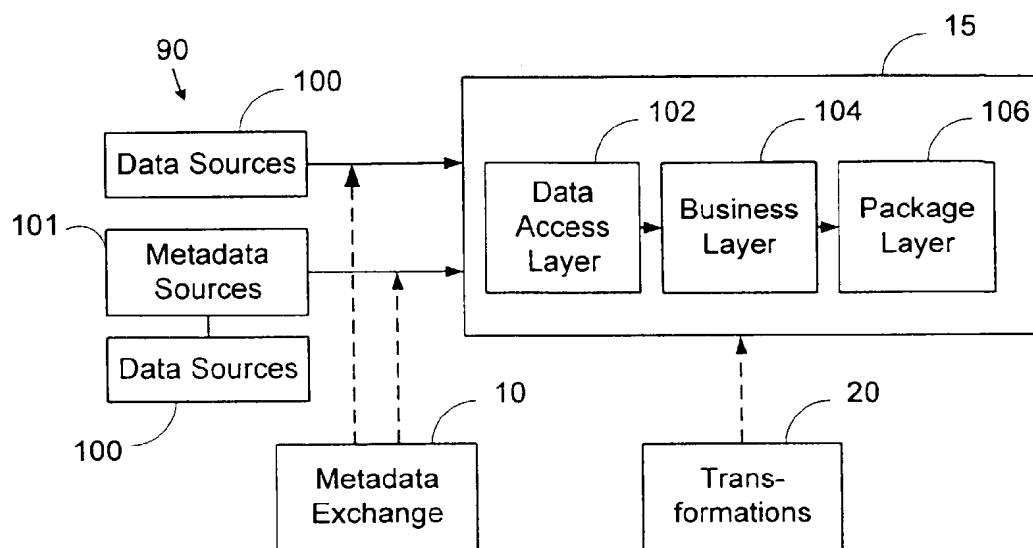 90
100
15
Data Sources
102
104
106
Data
Access
Layer
Business
Layer
Package
Layer
101
Metadata
Sources
Data Sources
100
10
20
Metadata
Exchange
Trans-
formations